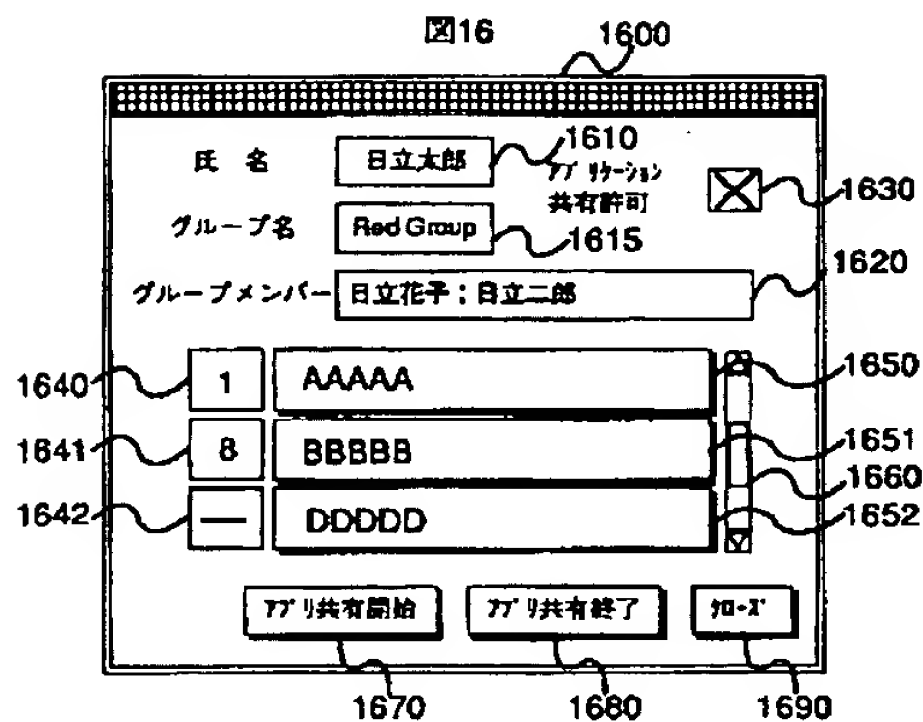 図16
1600
氏 名
日立太郎
1610
ｱﾌﾟﾘｹｰｼｮﾝ
共有許可
1630
グループ名
Red Group
1615
1620
グループメンバー
日立花子；日立二郎
1640
1
AAAAA
1650
1641
8
BBBBB
1651
1660
1642
—
DDDDD
1652
ｱﾌﾟﾘ共有開始
ｱﾌﾟﾘ共有終了
ｸﾛｰｽﾞ
1670
1680
1690